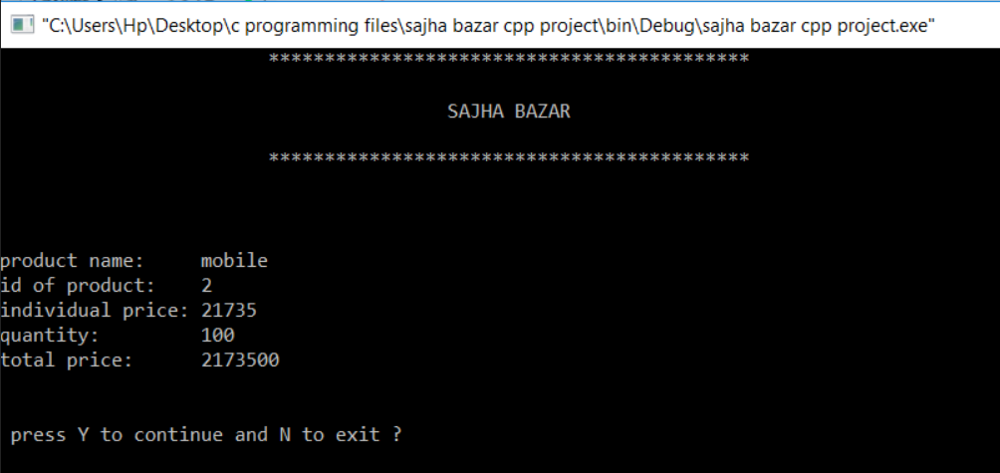 "C:\Users\Hp\Desktop\c programming files\sajha bazar cpp project\bin\Debug\sajha bazar cpp project.exe"
*******************************************
SAJHA BAZAR
*******************************************
product name: mobile
id of product: 2
individual price: 21735
quantity: 100
total price: 2173500
press Y to continue and N to exit ?